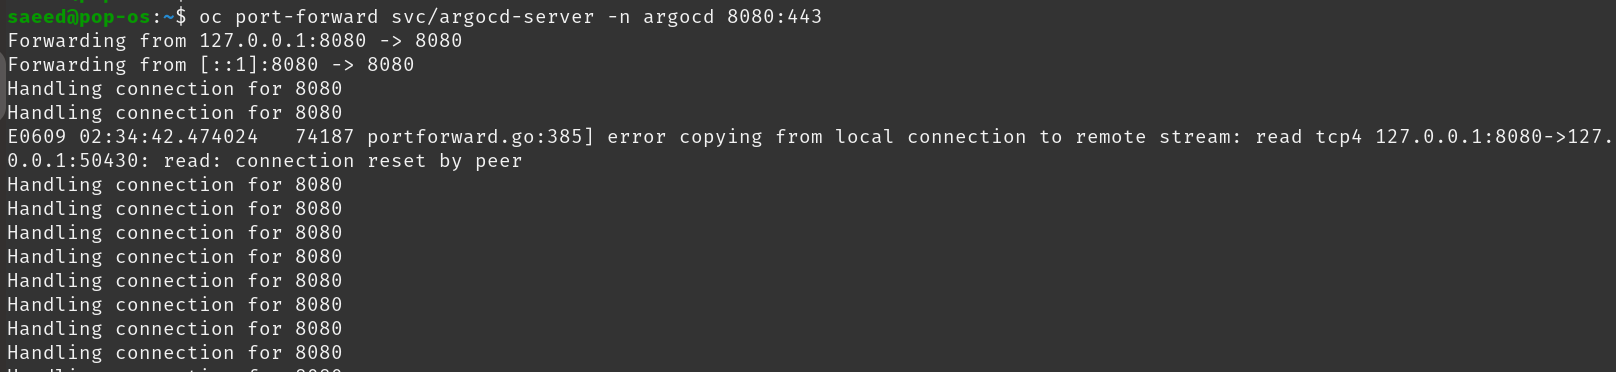 saeed@pop-os:~$ oc port-forward svc/argocd-server -n argocd 8080:443
Forwarding from 127.0.0.1:8080 -> 8080
Forwarding from [::1]:8080 -> 8080
Handling connection for 8080
Handling connection for 8080
E0609 02:34:42.474024   74187 portforward.go:385] error copying from local connection to remote stream: read tcp4 127.0.0.1:8080->127.
0.0.1:50430: read: connection reset by peer
Handling connection for 8080
Handling connection for 8080
Handling connection for 8080
Handling connection for 8080
Handling connection for 8080
Handling connection for 8080
Handling connection for 8080
Handling connection for 8080